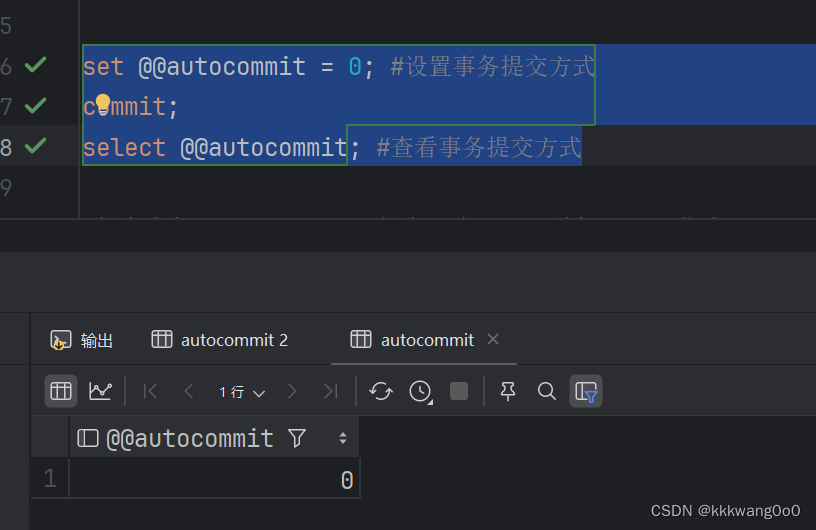 5
6 set @@autocommit = 0; #设置事务提交方式
7 commit;
8 select @@autocommit; #查看事务提交方式
9
输出 autocommit 2 autocommit
1 行
@@autocommit
1 0
CSDN @kkkwang0o0